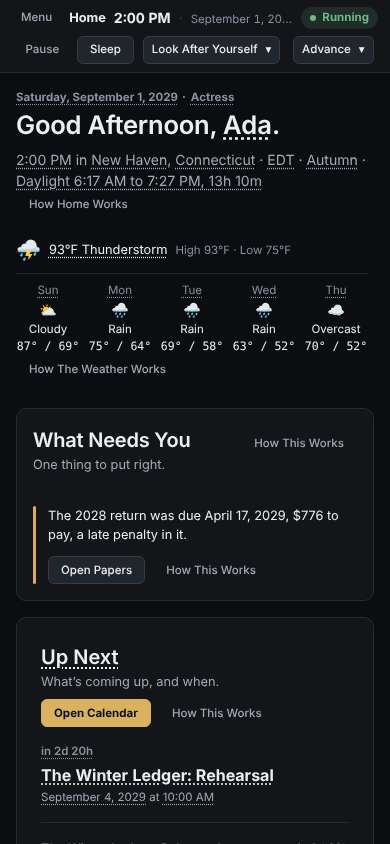 Menu Home 2:00 PM · September 1, 20... Running
Pause Sleep Look After Yourself ▾ Advance ▾
Saturday, September 1, 2029 · Actress
Good Afternoon, Ada.
2:00 PM in New Haven, Connecticut · EDT · Autumn ·
Daylight 6:17 AM to 7:27 PM, 13h 10m
How Home Works
93°F Thunderstorm High 93°F · Low 75°F
Sun Mon Tue Wed Thu
Cloudy Rain Rain Rain Overcast
87° / 69° 75° / 64° 69° / 58° 63° / 52° 70° / 52°
How The Weather Works
What Needs You How This Works
One thing to put right.
The 2028 return was due April 17, 2029, $776 to
pay, a late penalty in it.
Open Papers How This Works
Up Next
What's coming up, and when.
Open Calendar How This Works
in 2d 20h
The Winter Ledger: Rehearsal
September 4, 2029 at 10:00 AM